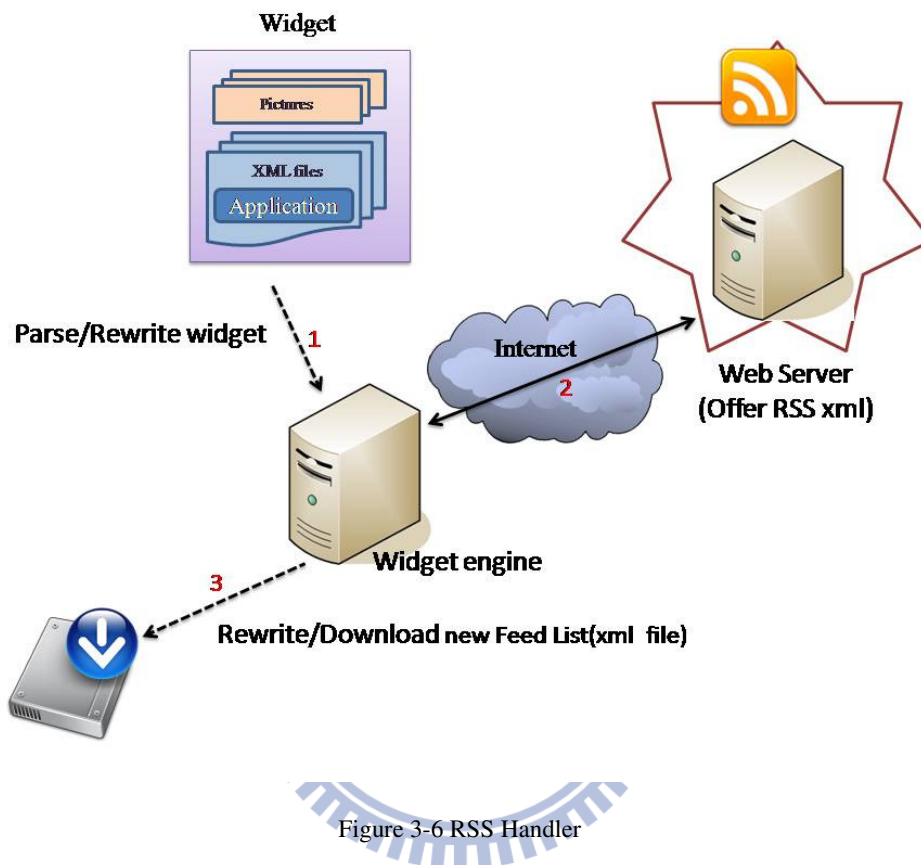 Widget
Pictures
XML files
Application
Parse/Rewrite widget
1
Internet
2
Web Server
(Offer RSS xml)
Widget engine
3
Rewrite/Download new Feed List(xml file)
Figure 3-6 RSS Handler